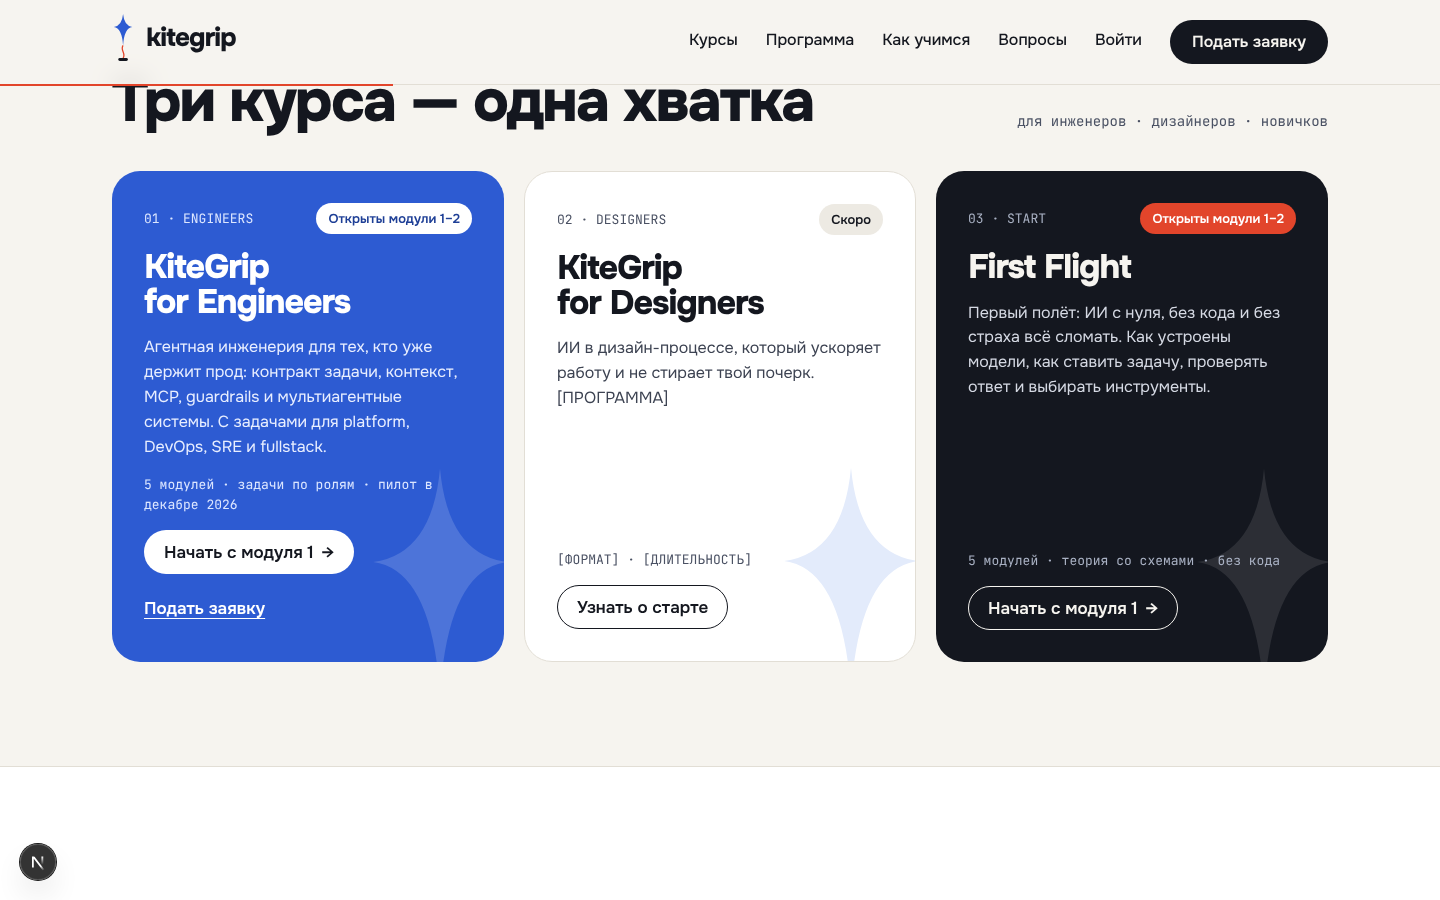 kitegrip
Курсы
Программа
Как учимся
Вопросы
Войти
Подать заявку
Три курса — одна хватка
для инженеров · дизайнеров · новичков
01 · ENGINEERS
Открыты модули 1–2
KiteGrip
for Engineers
Агентная инженерия для тех, кто уже
держит прод: контракт задачи, контекст,
MCP, guardrails и мультиагентные
системы. С задачами для platform,
DevOps, SRE и fullstack.
5 модулей · задачи по ролям · пилот в
декабре 2026
Начать с модуля 1 →
Подать заявку
02 · DESIGNERS
Скоро
KiteGrip
for Designers
ИИ в дизайн-процессе, который ускоряет
работу и не стирает твой почерк.
[ПРОГРАММА]
[ФОРМАТ] · [ДЛИТЕЛЬНОСТЬ]
Узнать о старте
03 · START
Открыты модули 1–2
First Flight
Первый полёт: ИИ с нуля, без кода и без
страха всё сломать. Как устроены
модели, как ставить задачу, проверять
ответ и выбирать инструменты.
5 модулей · теория со схемами · без кода
Начать с модуля 1 →
N